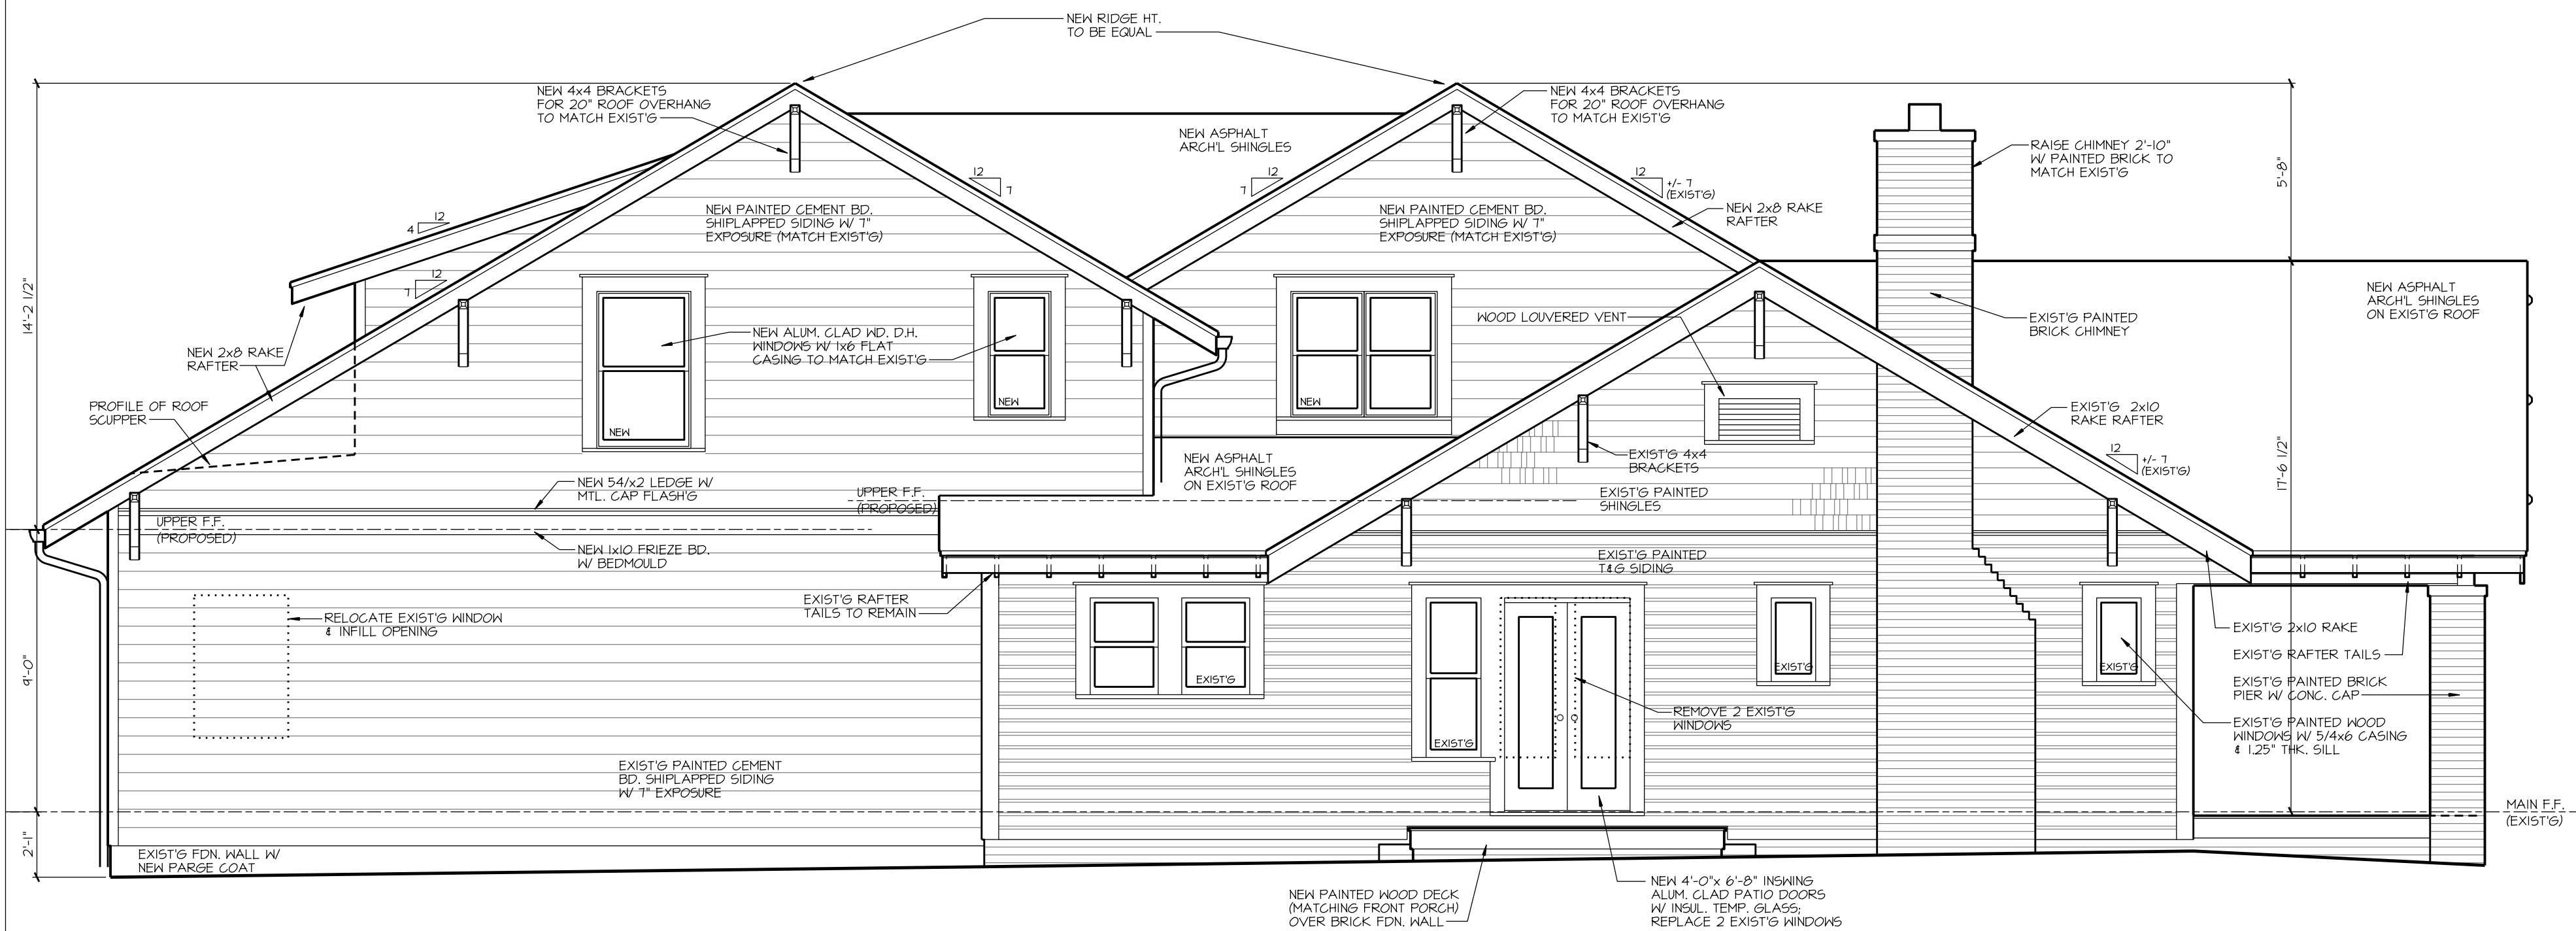 NEW RIDGE HT.
TO BE EQUAL
NEW 4x4 BRACKETS
FOR 20" ROOF OVERHANG
TO MATCH EXIST'G
NEW ASPHALT
ARCH'L SHINGLES
NEW 4x4 BRACKETS
FOR 20" ROOF OVERHANG
TO MATCH EXIST'G
RAISE CHIMNEY 2'-10"
W/ PAINTED BRICK TO
MATCH EXIST'G
5'-8"
12
7
12
7
12
+/- 7
(EXIST'G)
NEW 2x8 RAKE
RAFTER
NEW PAINTED CEMENT BD.
SHIPLAPPED SIDING W/ 7"
EXPOSURE (MATCH EXIST'G)
NEW PAINTED CEMENT BD.
SHIPLAPPED SIDING W/ 7"
EXPOSURE (MATCH EXIST'G)
12
4
12
7
14'-2 1/2"
NEW ASPHALT
ARCH'L SHINGLES
ON EXIST'G ROOF
NEW ALUM. CLAD WD. D.H.
WINDOWS W/ 1x6 FLAT
CASING TO MATCH EXIST'G
WOOD LOUVERED VENT
EXIST'G PAINTED
BRICK CHIMNEY
NEW 2x8 RAKE
RAFTER
NEW
NEW
NEW
PROFILE OF ROOF
SCUPPER
EXIST'G 2x10
RAKE RAFTER
12
+/- 7
(EXIST'G)
17'-6 1/2"
NEW ASPHALT
ARCH'L SHINGLES
ON EXIST'G ROOF
EXIST'G 4x4
BRACKETS
NEW 54/x2 LEDGE W/
MTL. CAP FLASH'G
UPPER F.F.
(PROPOSED)
EXIST'G PAINTED
SHINGLES
UPPER F.F.
(PROPOSED)
NEW 1x10 FRIEZE BD.
W/ BEDMOULD
EXIST'G PAINTED
T&G SIDING
EXIST'G RAFTER
TAILS TO REMAIN
RELOCATE EXIST'G WINDOW
& INFILL OPENING
9'-0"
EXIST'G
EXIST'G
EXIST'G
EXIST'G
REMOVE 2 EXIST'G
WINDOWS
EXIST'G 2x10 RAKE
EXIST'G RAFTER TAILS
EXIST'G PAINTED BRICK
PIER W/ CONC. CAP
EXIST'G PAINTED WOOD
WINDOWS W/ 5/4x6 CASING
& 1.25" THK. SILL
EXIST'G PAINTED CEMENT
BD. SHIPLAPPED SIDING
W/ 7" EXPOSURE
MAIN F.F.
(EXIST'G)
2'-1"
EXIST'G FDN. WALL W/
NEW PARGE COAT
NEW PAINTED WOOD DECK
(MATCHING FRONT PORCH)
OVER BRICK FDN. WALL
NEW 4'-0"x 6'-8" INSWING
ALUM. CLAD PATIO DOORS
W/ INSUL. TEMP. GLASS;
REPLACE 2 EXIST'G WINDOWS